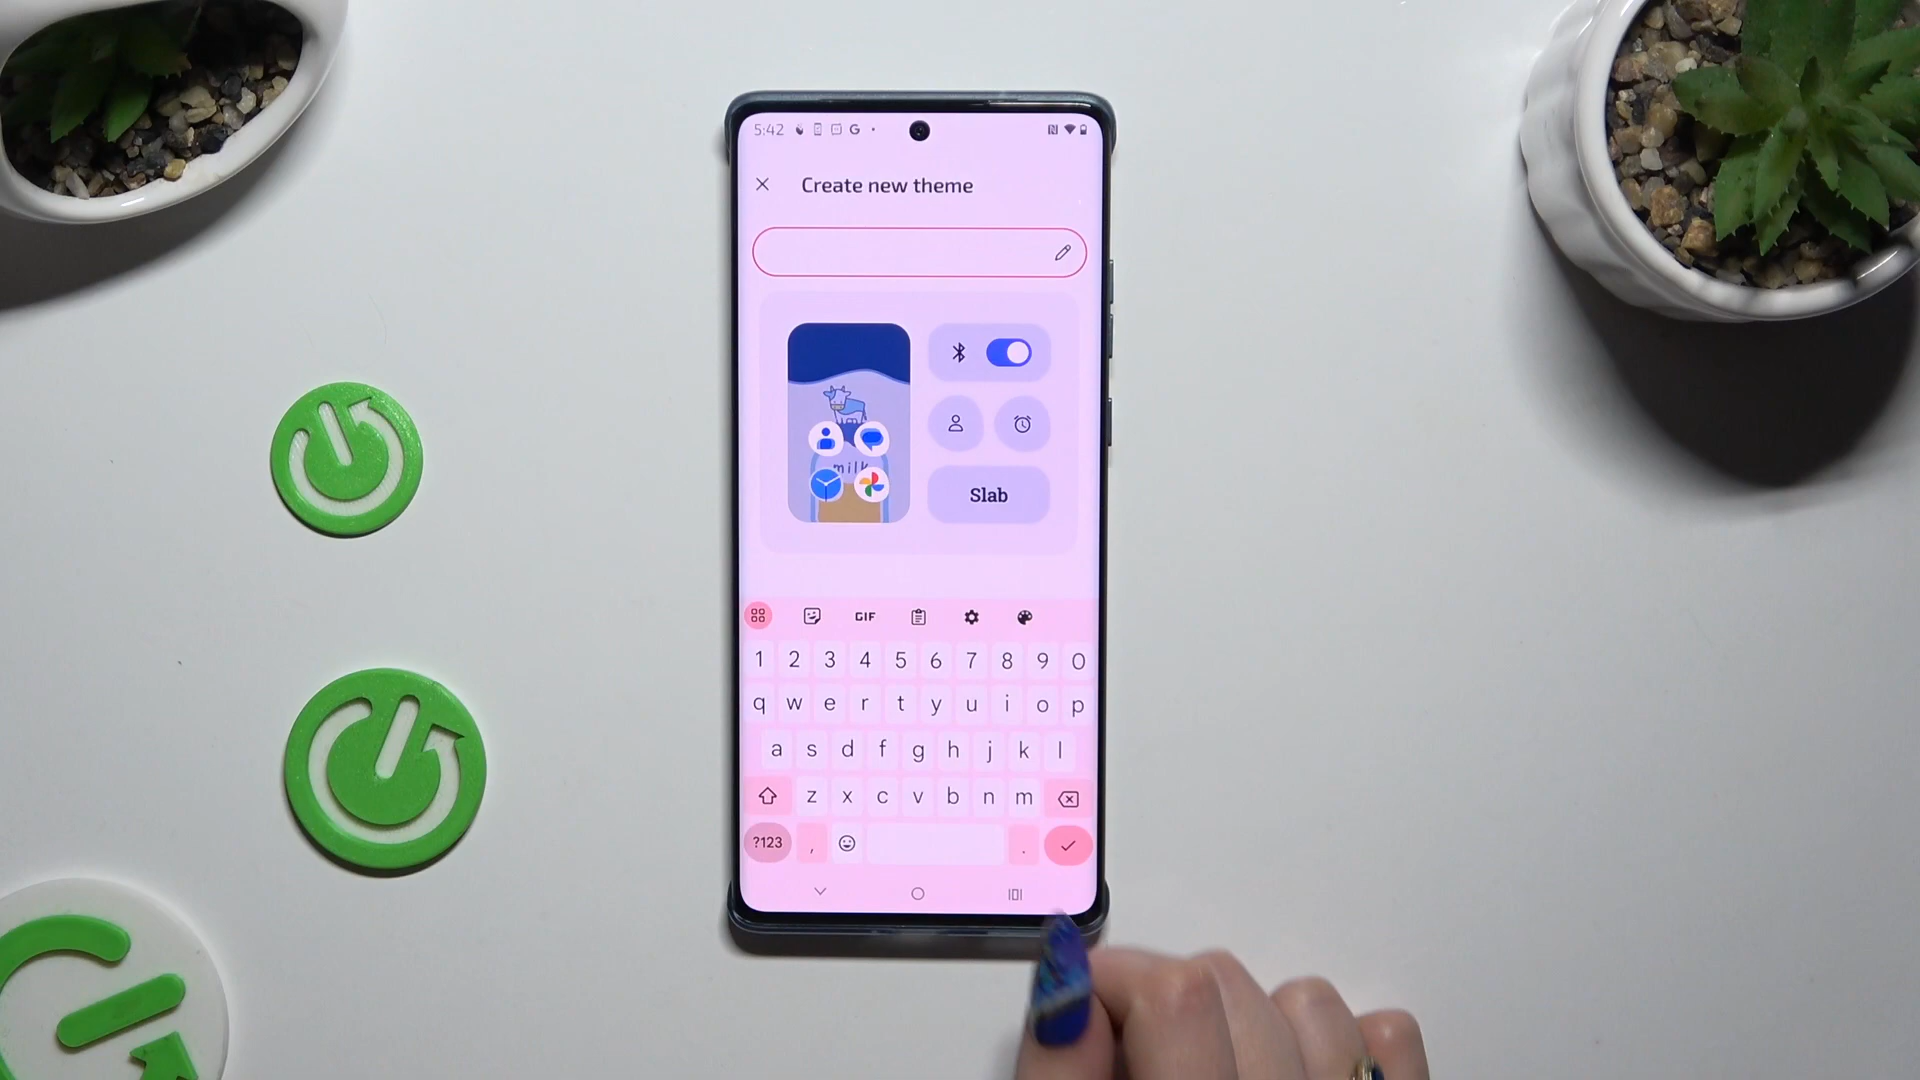 5:42 G
Create new theme
milk
Slab
GIF
1 2 3 4 5 6 7 8 9 0
q w e r t y u i o p
a s d f g h j k l
z x c v b n m
?123 , .